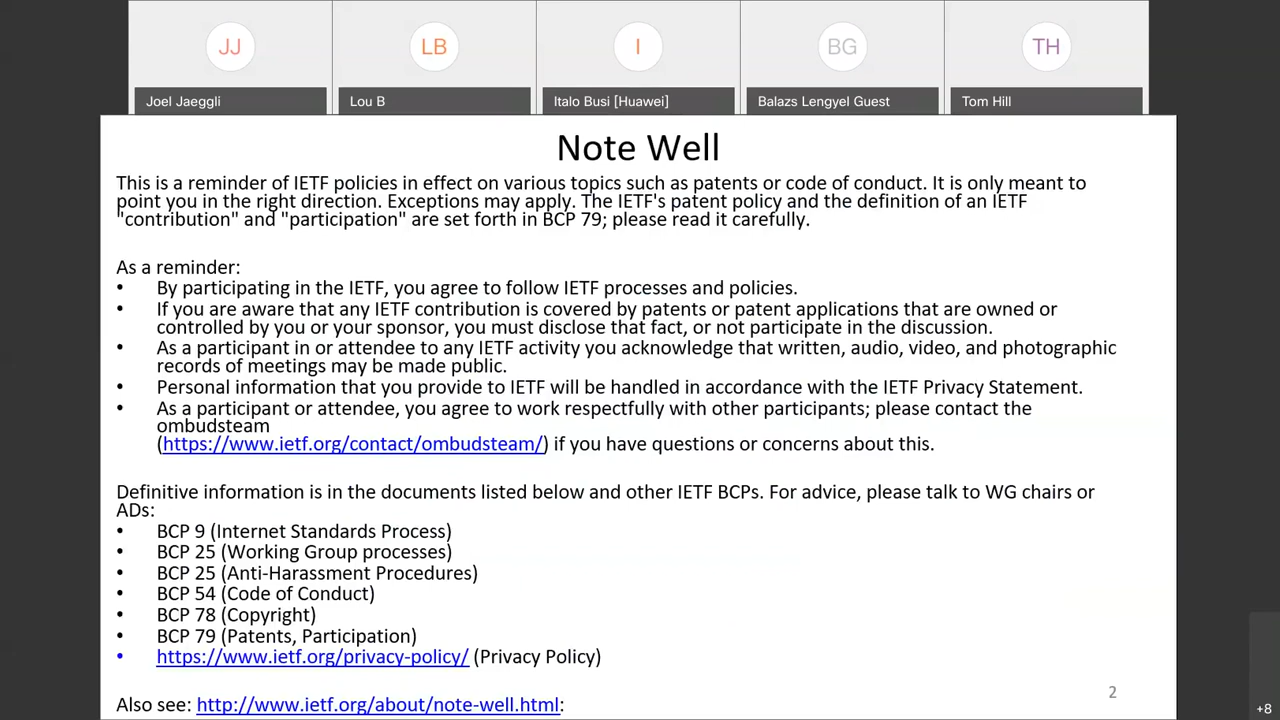 JJ LB I BG TH
Joel Jaeggli Lou B Italo Busi [Huawei] Balazs Lengyel Guest Tom Hill
Note Well
This is a reminder of IETF policies in effect on various topics such as patents or code of conduct. It is only meant to
point you in the right direction. Exceptions may apply. The IETF's patent policy and the definition of an IETF
"contribution" and "participation" are set forth in BCP 79; please read it carefully.
As a reminder:
• By participating in the IETF, you agree to follow IETF processes and policies.
• If you are aware that any IETF contribution is covered by patents or patent applications that are owned or
controlled by you or your sponsor, you must disclose that fact, or not participate in the discussion.
• As a participant in or attendee to any IETF activity you acknowledge that written, audio, video, and photographic
records of meetings may be made public.
• Personal information that you provide to IETF will be handled in accordance with the IETF Privacy Statement.
• As a participant or attendee, you agree to work respectfully with other participants; please contact the
ombudsteam
(https://www.ietf.org/contact/ombudsteam/) if you have questions or concerns about this.
Definitive information is in the documents listed below and other IETF BCPs. For advice, please talk to WG chairs or
ADs:
• BCP 9 (Internet Standards Process)
• BCP 25 (Working Group processes)
• BCP 25 (Anti-Harassment Procedures)
• BCP 54 (Code of Conduct)
• BCP 78 (Copyright)
• BCP 79 (Patents, Participation)
• https://www.ietf.org/privacy-policy/ (Privacy Policy)
2
Also see: http://www.ietf.org/about/note-well.html:
+8